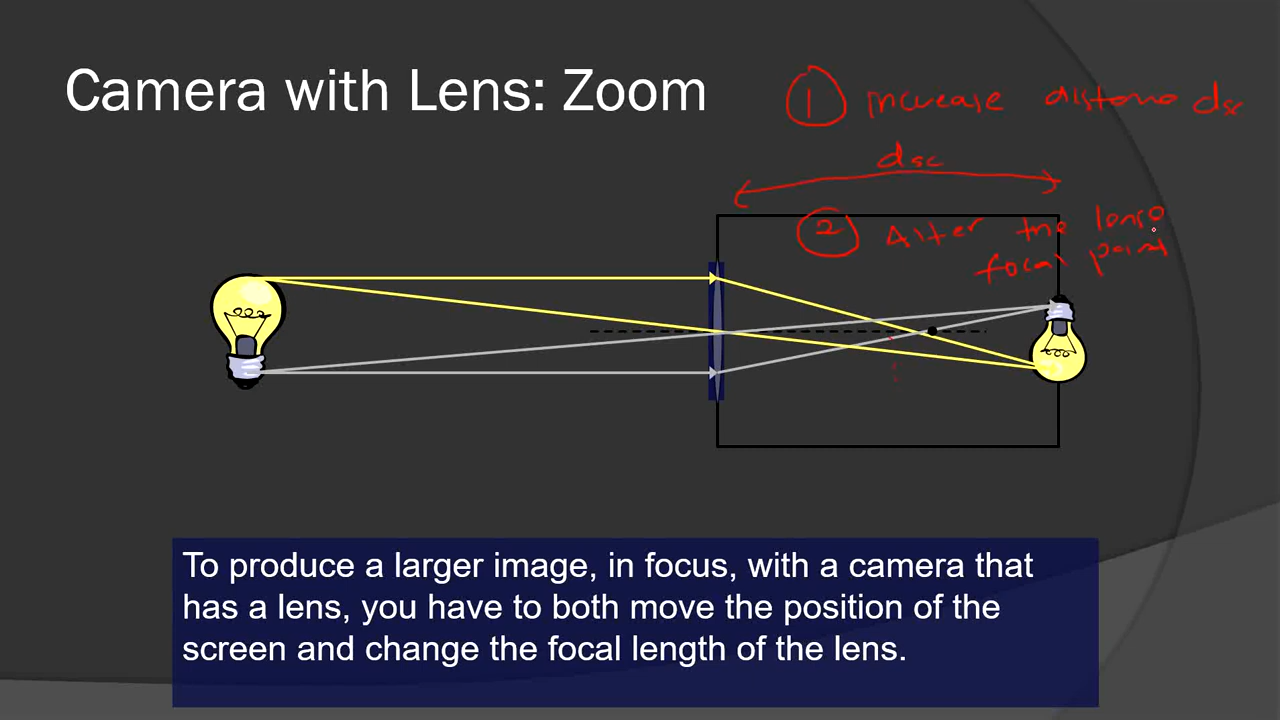 Camera with Lens: Zoom
1 increase distance dsc
dsc
2 Alter the lense
focal point
To produce a larger image, in focus, with a camera that
has a lens, you have to both move the position of the
screen and change the focal length of the lens.